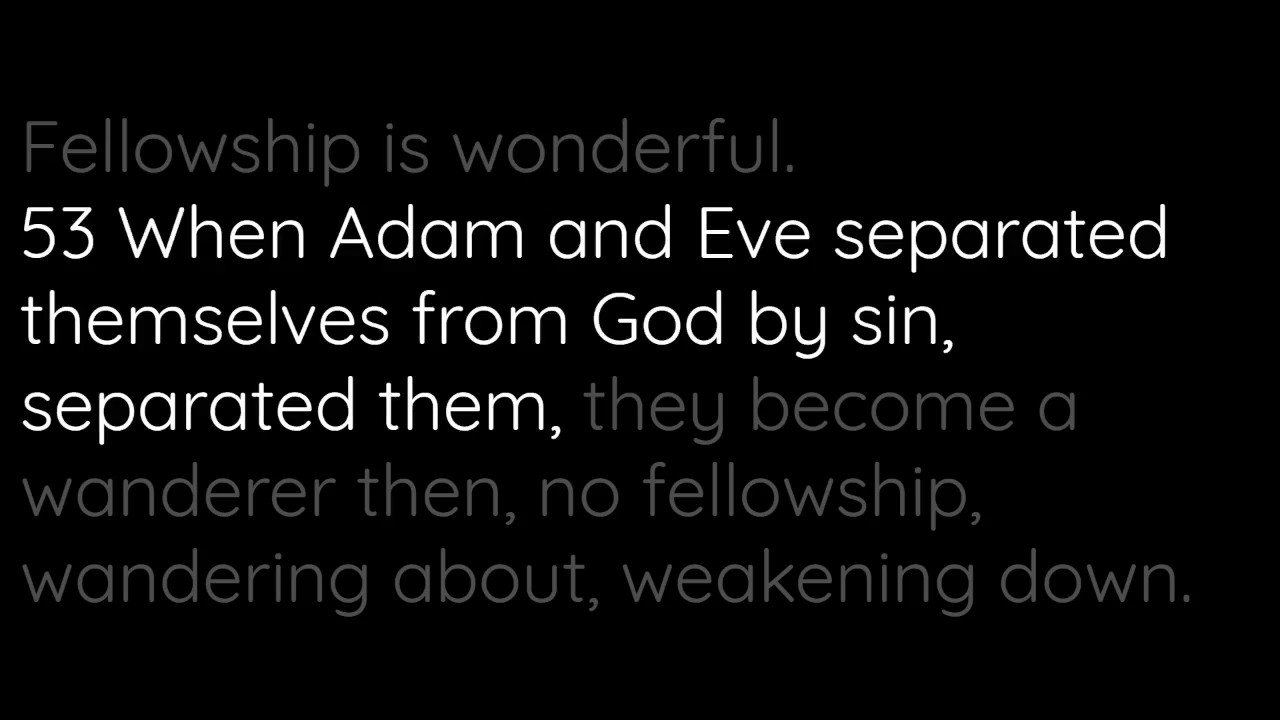 Fellowship is wonderful.
53 When Adam and Eve separated
themselves from God by sin,
separated them, they become a
wanderer then, no fellowship,
wandering about, weakening down.